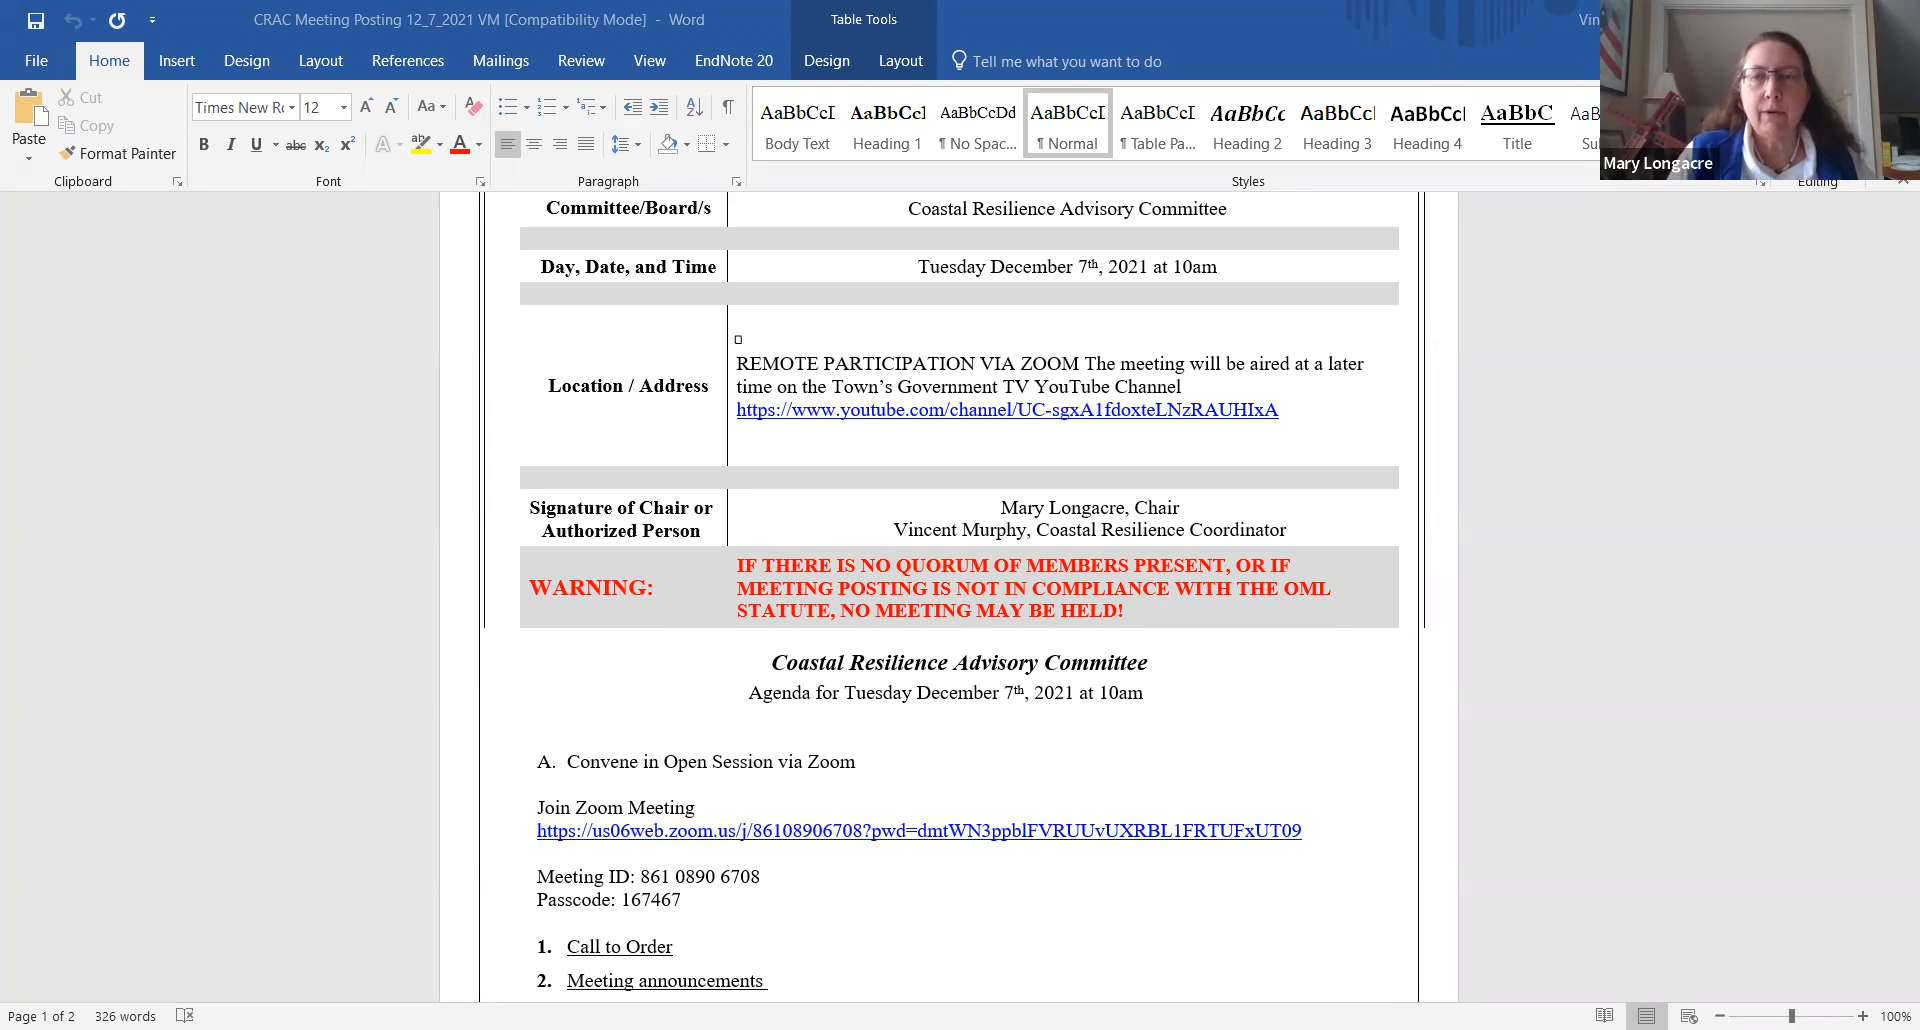 CRAC Meeting Posting 12_7_2021 VM [Compatibility Mode] - Word
Table Tools
Vin
File
Home
Insert
Design
Layout
References
Mailings
Review
View
EndNote 20
Design
Layout
Tell me what you want to do
Paste
Cut
Copy
Format Painter
Clipboard
Times New R
12
Aa
B I U abc X₂ X²
A
Font
Paragraph
AaBbCcI
Body Text
AaBbCcI
Heading 1
AaBbCcDd
¶ No Spac...
AaBbCcI
¶ Normal
AaBbCcI
¶ Table Pa...
AaBbCc
Heading 2
AaBbCcI
Heading 3
AaBbCcI
Heading 4
AaBbC
Title
AaB
Su
Styles
Editing
Mary Longacre
Committee/Board/s
Coastal Resilience Advisory Committee
Day, Date, and Time
Tuesday December 7th, 2021 at 10am
Location / Address
REMOTE PARTICIPATION VIA ZOOM The meeting will be aired at a later
time on the Town’s Government TV YouTube Channel
https://www.youtube.com/channel/UC-sgxA1fdoxteLNzRAUHIxA
Signature of Chair or
Authorized Person
Mary Longacre, Chair
Vincent Murphy, Coastal Resilience Coordinator
WARNING:
IF THERE IS NO QUORUM OF MEMBERS PRESENT, OR IF
MEETING POSTING IS NOT IN COMPLIANCE WITH THE OML
STATUTE, NO MEETING MAY BE HELD!
Coastal Resilience Advisory Committee
Agenda for Tuesday December 7th, 2021 at 10am
A. Convene in Open Session via Zoom
Join Zoom Meeting
https://us06web.zoom.us/j/86108906708?pwd=dmtWN3ppblFVRUUvUXRBL1FRTUFxUT09
Meeting ID: 861 0890 6708
Passcode: 167467
1. Call to Order
2. Meeting announcements
Page 1 of 2
326 words
100%